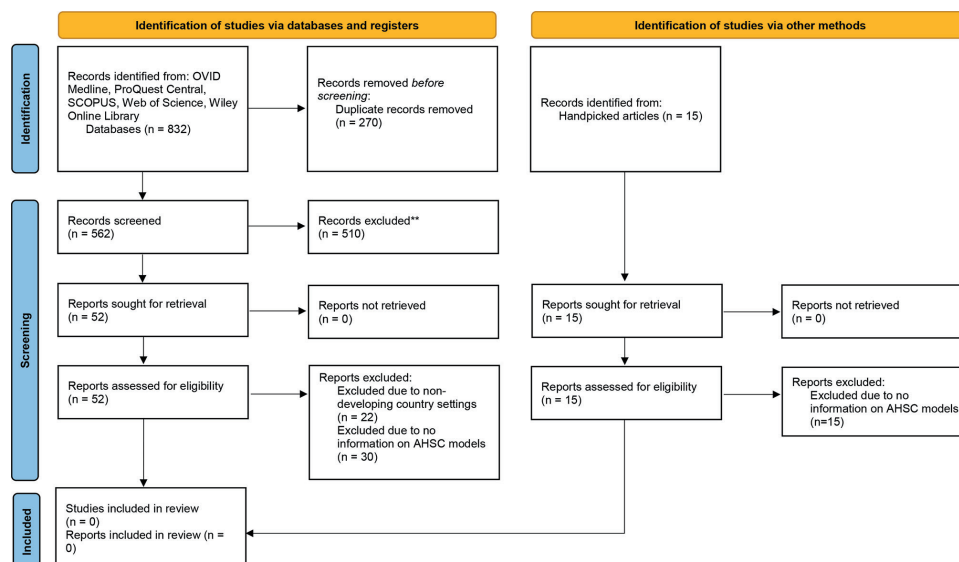 Identification of studies via databases and registers
Identification of studies via other methods
Identification
Records identified from: OVID
Medline, ProQuest Central,
SCOPUS, Web of Science, Wiley
Online Library
Databases (n = 832)
Records removed before
screening:
Duplicate records removed
(n = 270)
Records identified from:
Handpicked articles (n = 15)
Screening
Records screened
(n = 562)
Records excluded**
(n = 510)
Reports sought for retrieval
(n = 52)
Reports not retrieved
(n = 0)
Reports sought for retrieval
(n = 15)
Reports not retrieved
(n = 0)
Reports assessed for eligibility
(n = 52)
Reports excluded:
Excluded due to non-
developing country settings
(n = 22)
Excluded due to no
information on AHSC models
(n = 30)
Reports assessed for eligibility
(n = 15)
Reports excluded:
Excluded due to no
information on AHSC models
(n=15)
Included
Studies included in review
(n = 0)
Reports included in review (n =
0)